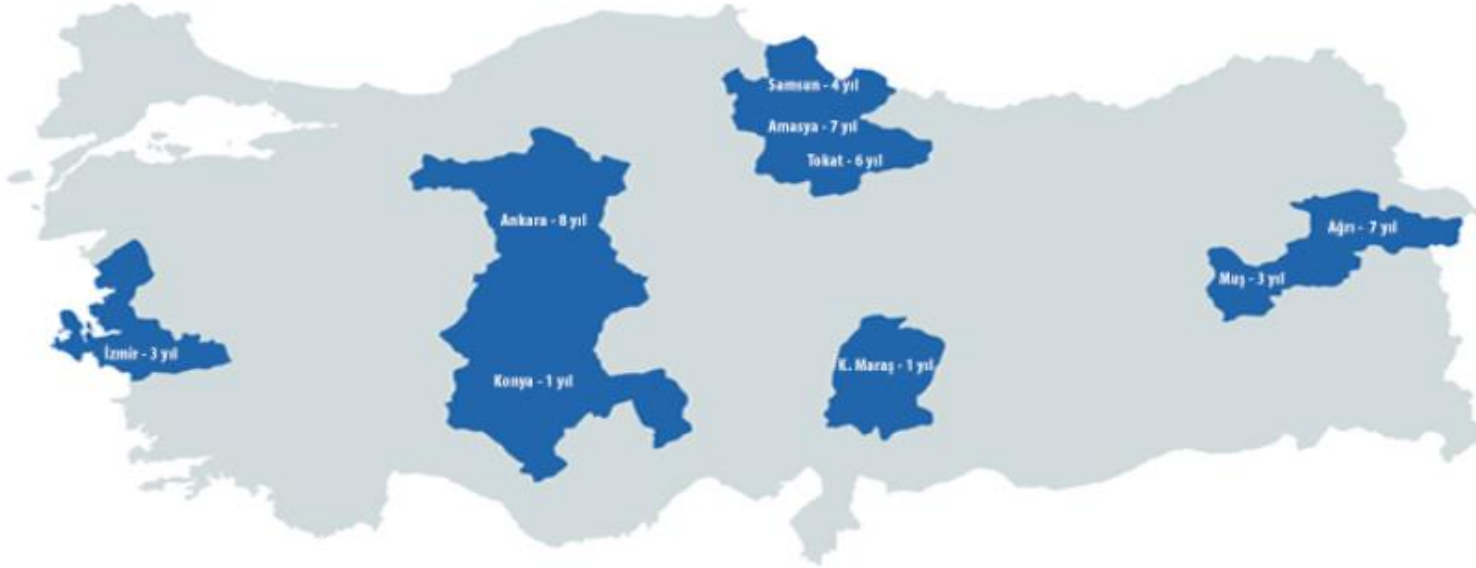 Samsun - 4 yıl
Amasya - 7 yıl
Tokat - 6 yıl
Ankara - 8 yıl
Ağrı - 7 yıl
Muş - 3 yıl
İzmir - 3 yıl
K. Maraş - 1 yıl
Konya - 1 yıl